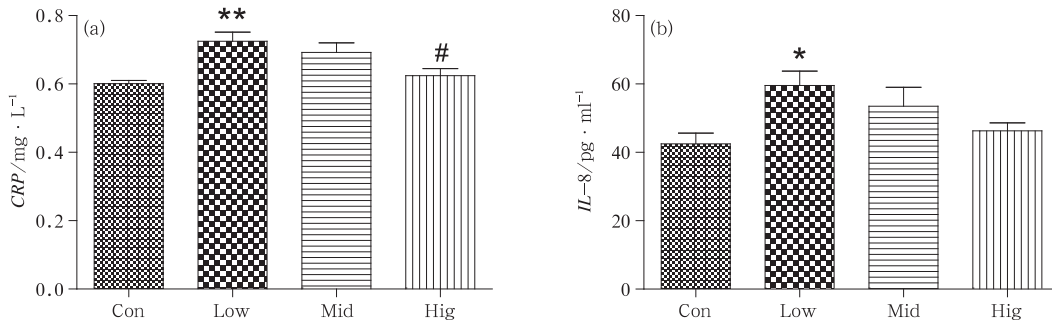 (a)
CRP/mg · L⁻¹
0.8
0.6
0.4
0.2
0.0
**
#
Con Low Mid Hig
(b)
IL−8/pg · ml⁻¹
80
60
40
20
0
*
Con Low Mid Hig